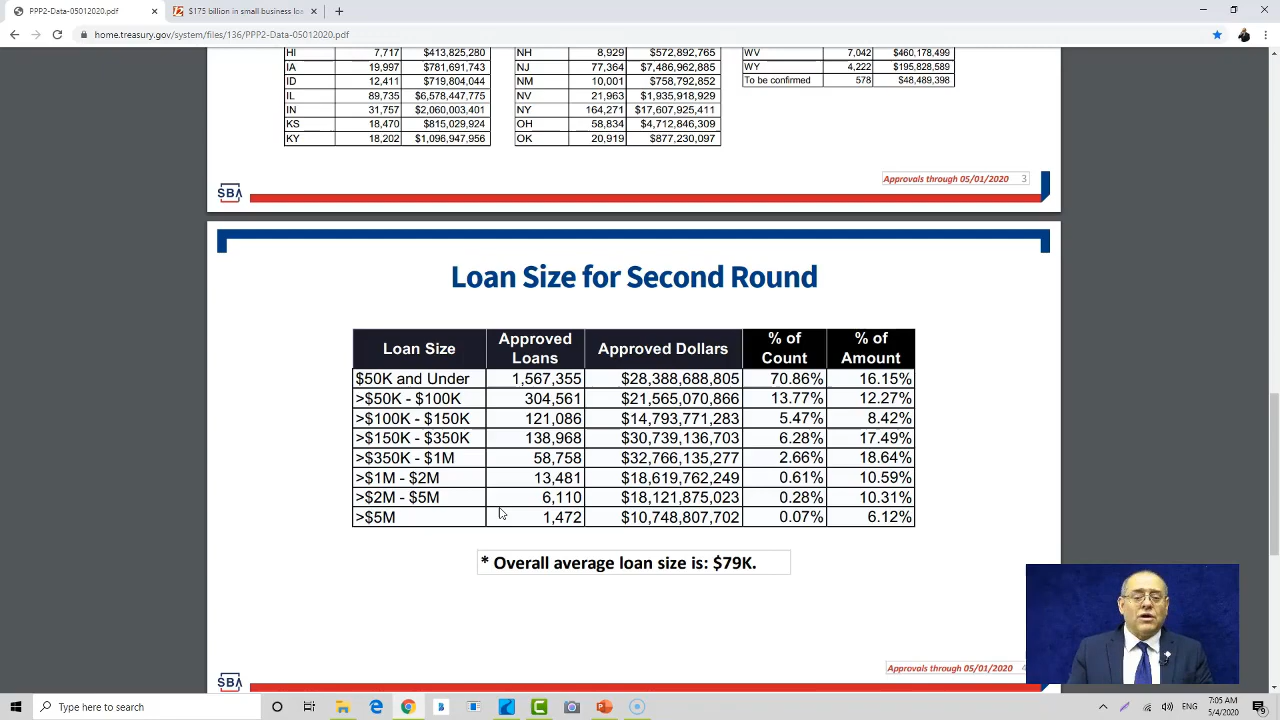 PPP2-Data-05012020.pdf
$175 billion in small business lo
home.treasury.gov/system/files/136/PPP2-Data-05012020.pdf
HI 7,717 $413,825,280 NH 8,929 $572,892,765 WV 7,042 $460,178,499
IA 19,997 $781,691,743 NJ 77,364 $7,486,962,885 WY 4,222 $195,828,589
ID 12,411 $719,804,044 NM 10,001 $758,792,852 To be confirmed 578 $48,489,398
IL 89,735 $6,578,447,775 NV 21,963 $1,935,918,929
IN 31,757 $2,060,003,401 NY 164,271 $17,607,925,411
KS 18,470 $815,029,924 OH 58,834 $4,712,846,309
KY 18,202 $1,096,947,956 OK 20,919 $877,230,097
Approvals through 05/01/2020 3
SBA
Loan Size for Second Round
Loan Size Approved Loans Approved Dollars % of Count % of Amount
$50K and Under 1,567,355 $28,388,688,805 70.86% 16.15%
>$50K - $100K 304,561 $21,565,070,866 13.77% 12.27%
>$100K - $150K 121,086 $14,793,771,283 5.47% 8.42%
>$150K - $350K 138,968 $30,739,136,703 6.28% 17.49%
>$350K - $1M 58,758 $32,766,135,277 2.66% 18.64%
>$1M - $2M 13,481 $18,619,762,249 0.61% 10.59%
>$2M - $5M 6,110 $18,121,875,023 0.28% 10.31%
>$5M 1,472 $10,748,807,702 0.07% 6.12%
* Overall average loan size is: $79K.
Approvals through 05/01/2020
SBA
Type here to search
ENG
7:05 AM
5/4/2020